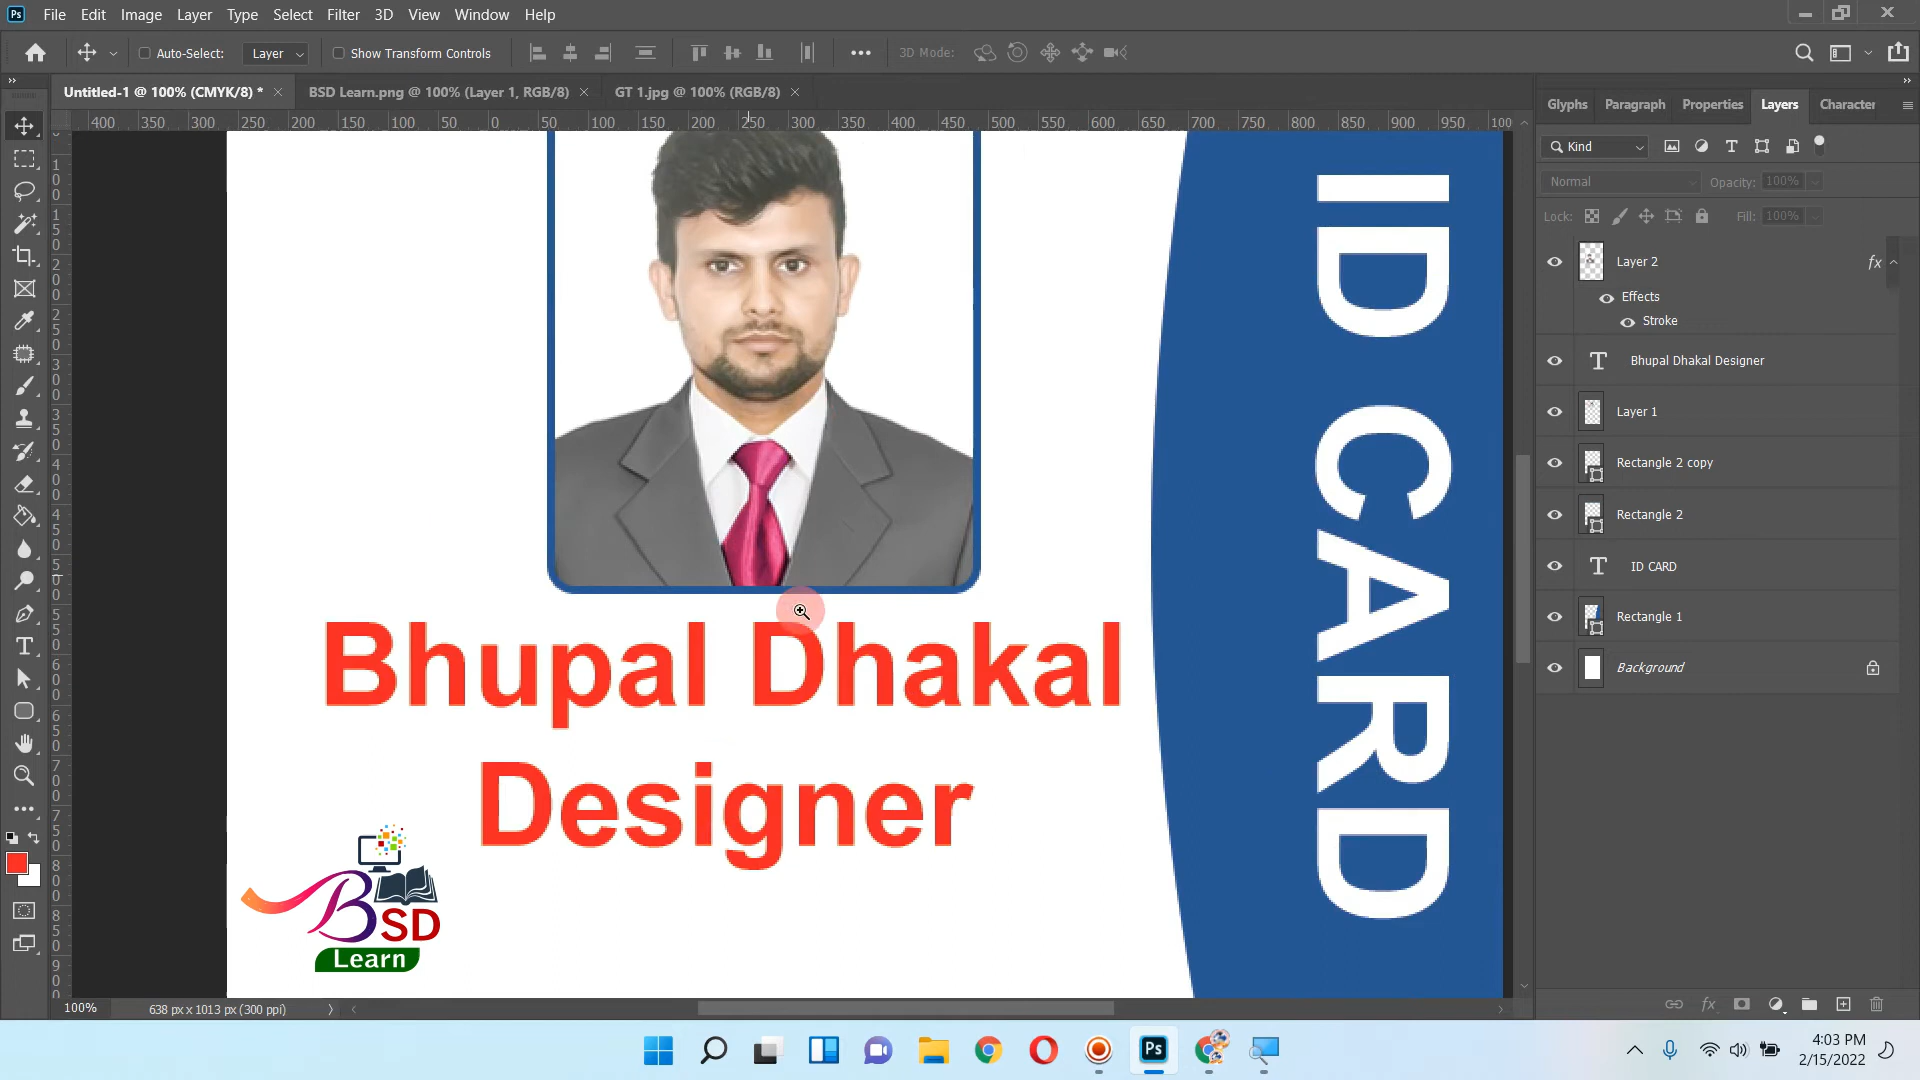 File Edit Image Layer Type Select Filter 3D View Window Help
Auto-Select: Layer Show Transform Controls 3D Mode:
Untitled-1 @ 100% (CMYK/8) * BSD Learn.png @ 100% (Layer 1, RGB/8) GT 1.jpg @ 100% (RGB/8)
400 350 300 250 200 150 100 50 0 50 100 150 200 250 300 350 400 450 500 550 600 650 700 750 800 850 900 950 100
Glyphs Paragraph Properties Layers Character
Kind
Normal Opacity: 100%
Lock: Fill: 100%
Layer 2 fx
Effects
Stroke
Bhupal Dhakal Designer
Layer 1
Rectangle 2 copy
Rectangle 2
ID CARD
Rectangle 1
Background
ID CARD
Bhupal Dhakal
Designer
BSD
Learn
100% 638 px x 1013 px (300 ppi)
4:03 PM
2/15/2022